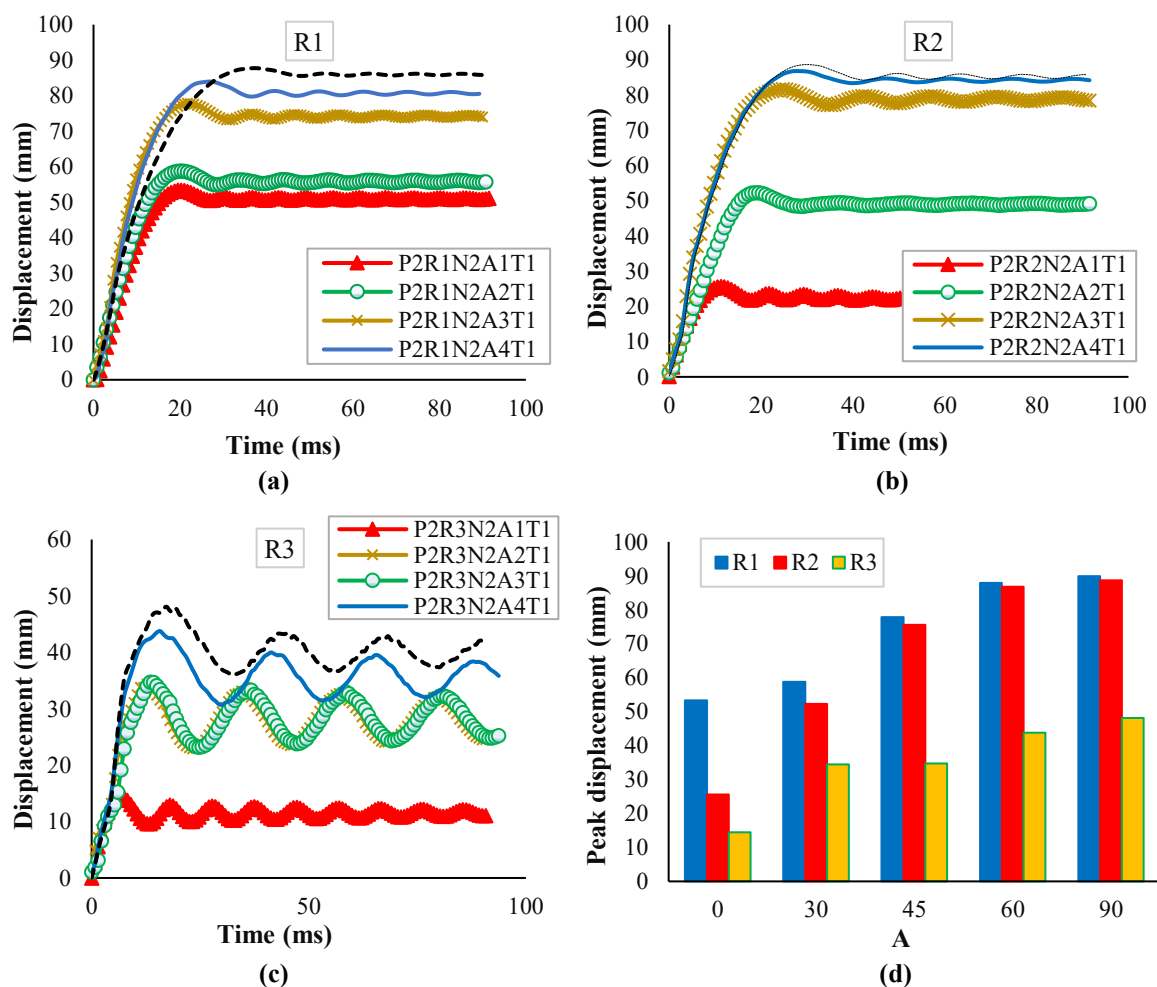 R1
Displacement (mm)
100
90
80
70
60
50
40
30
20
10
0
P2R1N2A1T1
P2R1N2A2T1
P2R1N2A3T1
P2R1N2A4T1
0 20 40 60 80 100
Time (ms)
(a)
R2
Displacement (mm)
100
90
80
70
60
50
40
30
20
10
0
P2R2N2A1T1
P2R2N2A2T1
P2R2N2A3T1
P2R2N2A4T1
0 20 40 60 80 100
Time (ms)
(b)
R3
Displacement (mm)
60
50
40
30
20
10
0
P2R3N2A1T1
P2R3N2A2T1
P2R3N2A3T1
P2R3N2A4T1
0 50 100
Time (ms)
(c)
Peak displacement (mm)
100
90
80
70
60
50
40
30
20
10
0
R1 R2 R3
0 30 45 60 90
A
(d)